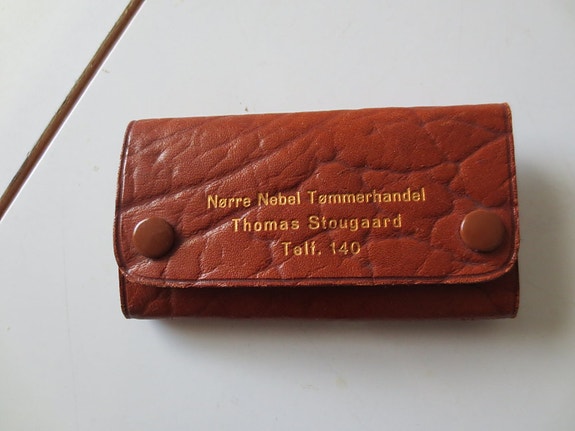 Nørre Nebel Tømmerhandel
Thomas Stougaard
Telf. 140